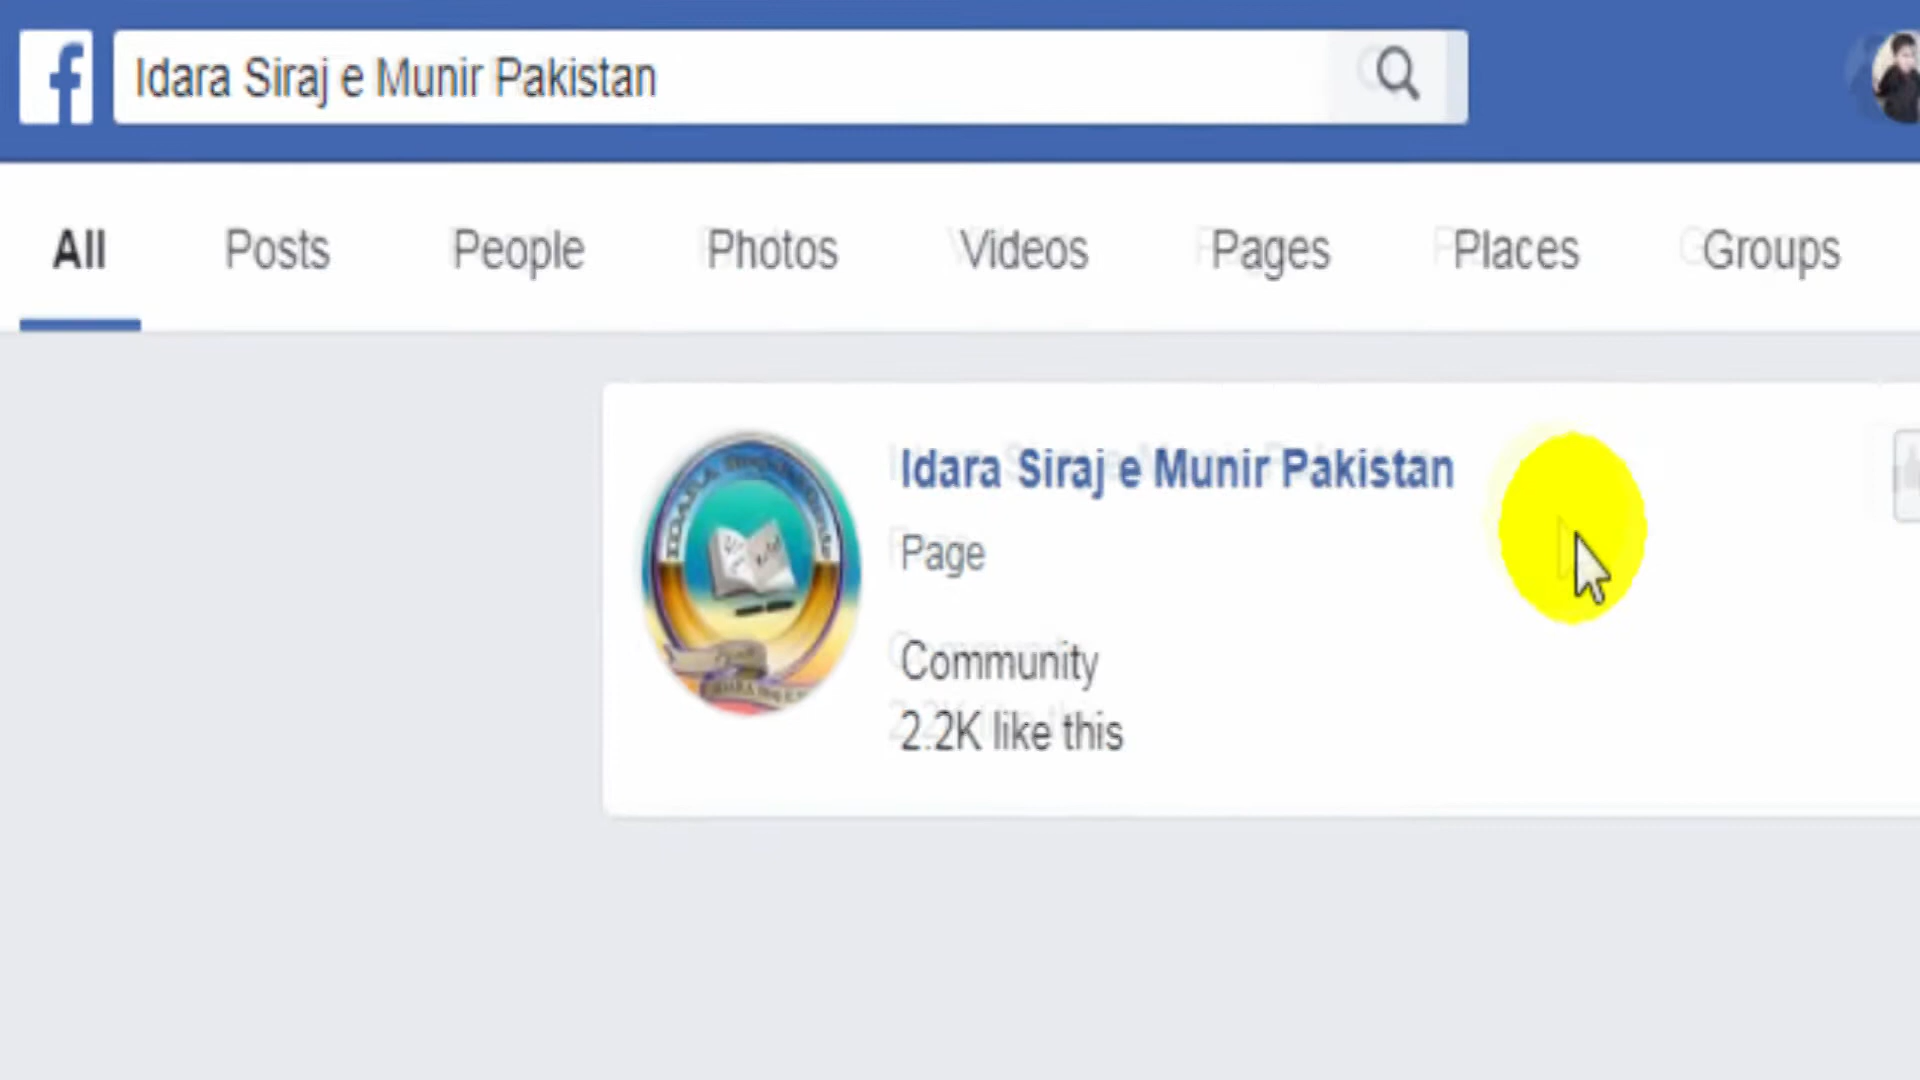 Idara Siraj e Munir Pakistan
All Posts People Photos Videos Pages Places Groups
Idara Siraj e Munir Pakistan
Page
Community
2.2K like this